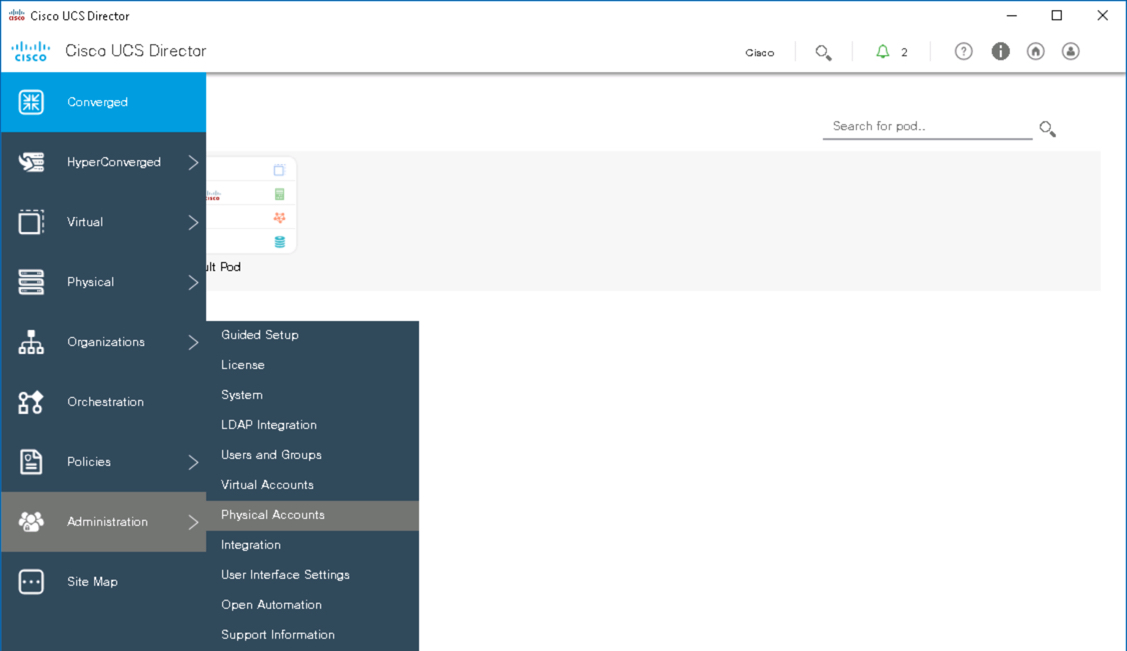 Cisco UCS Director
cisco Cisca UCS Directar
Cisco
2
Converged
Search for pod..
HyperConverged
Virtual
ult Pod
Physical
Organizations
Orchestration
Policies
Administration
Site Map
Guided Setup
License
System
LDAP Integration
Users and Groups
Virtual Accounts
Physical Accounts
Integration
User Interface Settings
Open Automation
Support Information